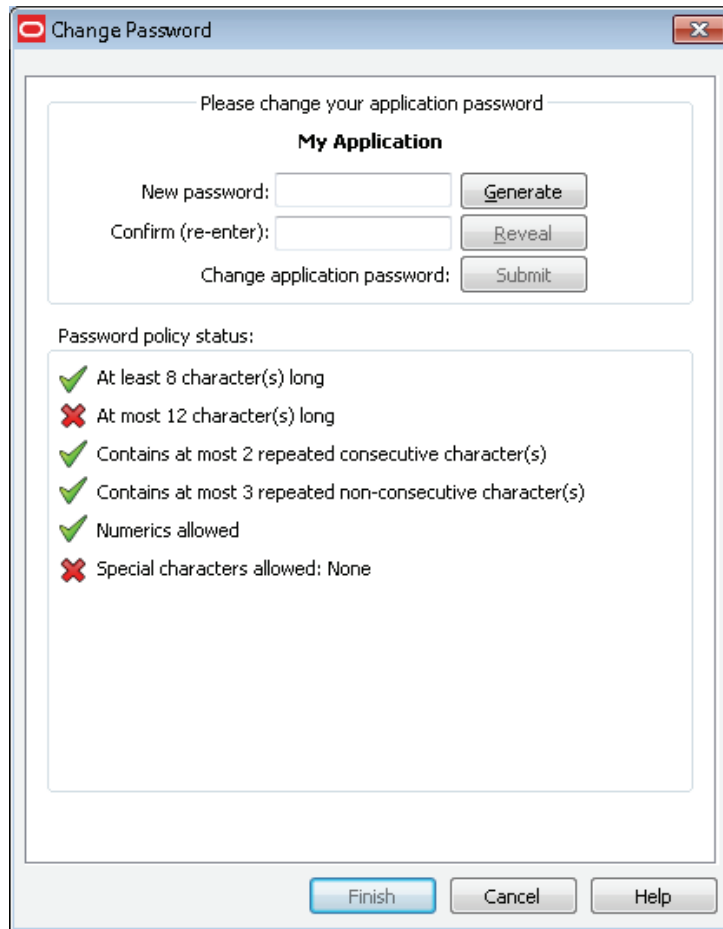 Change Password
Please change your application password
My Application
New password: Generate
Confirm (re-enter): Reveal
Change application password: Submit
Password policy status:
At least 8 character(s) long
At most 12 character(s) long
Contains at most 2 repeated consecutive character(s)
Contains at most 3 repeated non-consecutive character(s)
Numerics allowed
Special characters allowed: None
Finish Cancel Help